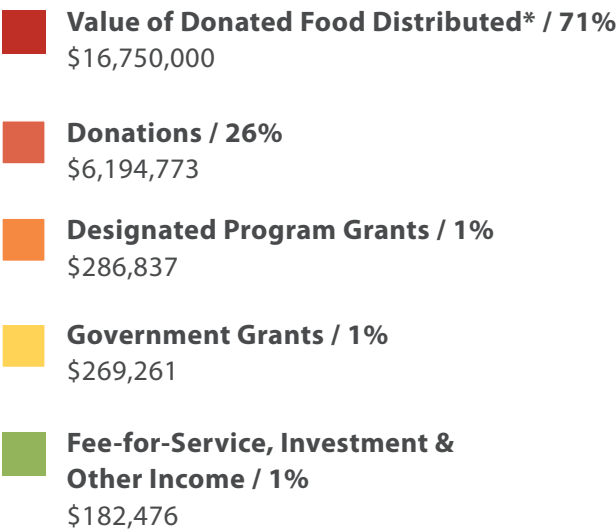 Value of Donated Food Distributed* / 71%
$16,750,000
Donations / 26%
$6,194,773
Designated Program Grants / 1%
$286,837
Government Grants / 1%
$269,261
Fee-for-Service, Investment &
Other Income / 1%
$182,476